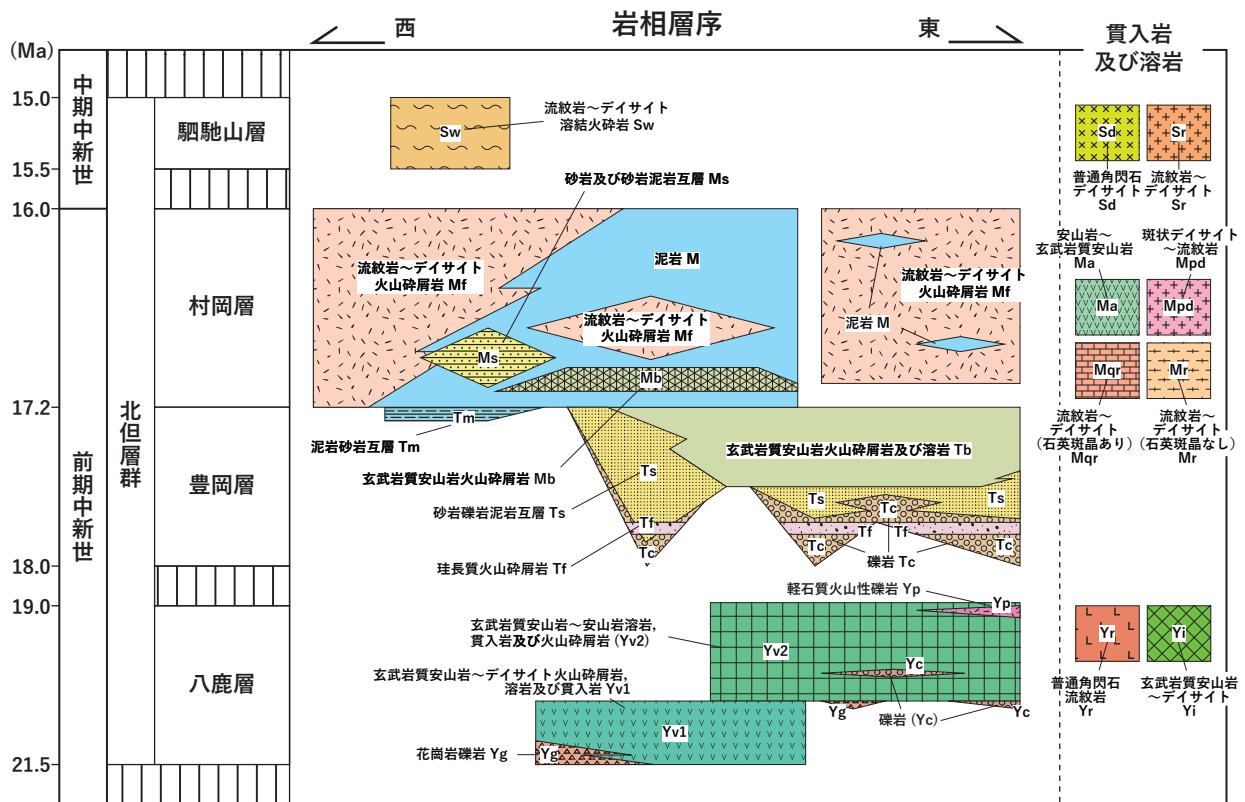 岩相層序
西
東
貫入岩
及び溶岩
(Ma)
15.0
15.5
16.0
17.2
18.0
19.0
21.5
中期中新世
前期中新世
北但層群
駟馳山層
村岡層
豊岡層
八鹿層
Sw
流紋岩～デイサイト
溶結火砕岩 Sw
砂岩及び砂岩泥岩互層 Ms
流紋岩～デイサイト
火山砕屑岩 Mf
泥岩 M
流紋岩～デイサイト
火山砕屑岩 Mf
Ms
Mb
流紋岩～デイサイト
火山砕屑岩 Mf
泥岩 M
Tm
泥岩砂岩互層 Tm
玄武岩質安山岩火山砕屑岩 Mb
玄武岩質安山岩火山砕屑岩及び溶岩 Tb
Ts
Ts
Ts
Tc
砂岩礫岩泥岩互層 Ts
Tf
Tf
Tf
Tc
Tc
Tc
礫岩 Tc
珪長質火山砕屑岩 Tf
軽石質火山性礫岩 Yp
Yp
玄武岩質安山岩～安山岩溶岩,
貫入岩及び火山砕屑岩 (Yv2)
Yv2
Yc
玄武岩質安山岩～デイサイト火山砕屑岩,
溶岩及び貫入岩 Yv1
Yg
礫岩 (Yc)
Yc
Yv1
花崗岩礫岩 Yg
Yg
Sd
Sr
普通角閃石
デイサイト
Sd
流紋岩～
デイサイト
Sr
安山岩～
玄武岩質安山岩
Ma
斑状デイサイト
～流紋岩
Mpd
Ma
Mpd
Mqr
Mr
流紋岩～
デイサイト
(石英斑晶あり)
Mqr
流紋岩～
デイサイト
(石英斑晶なし)
Mr
Yr
Yi
普通角閃石
流紋岩
Yr
玄武岩質安山岩
～デイサイト
Yi